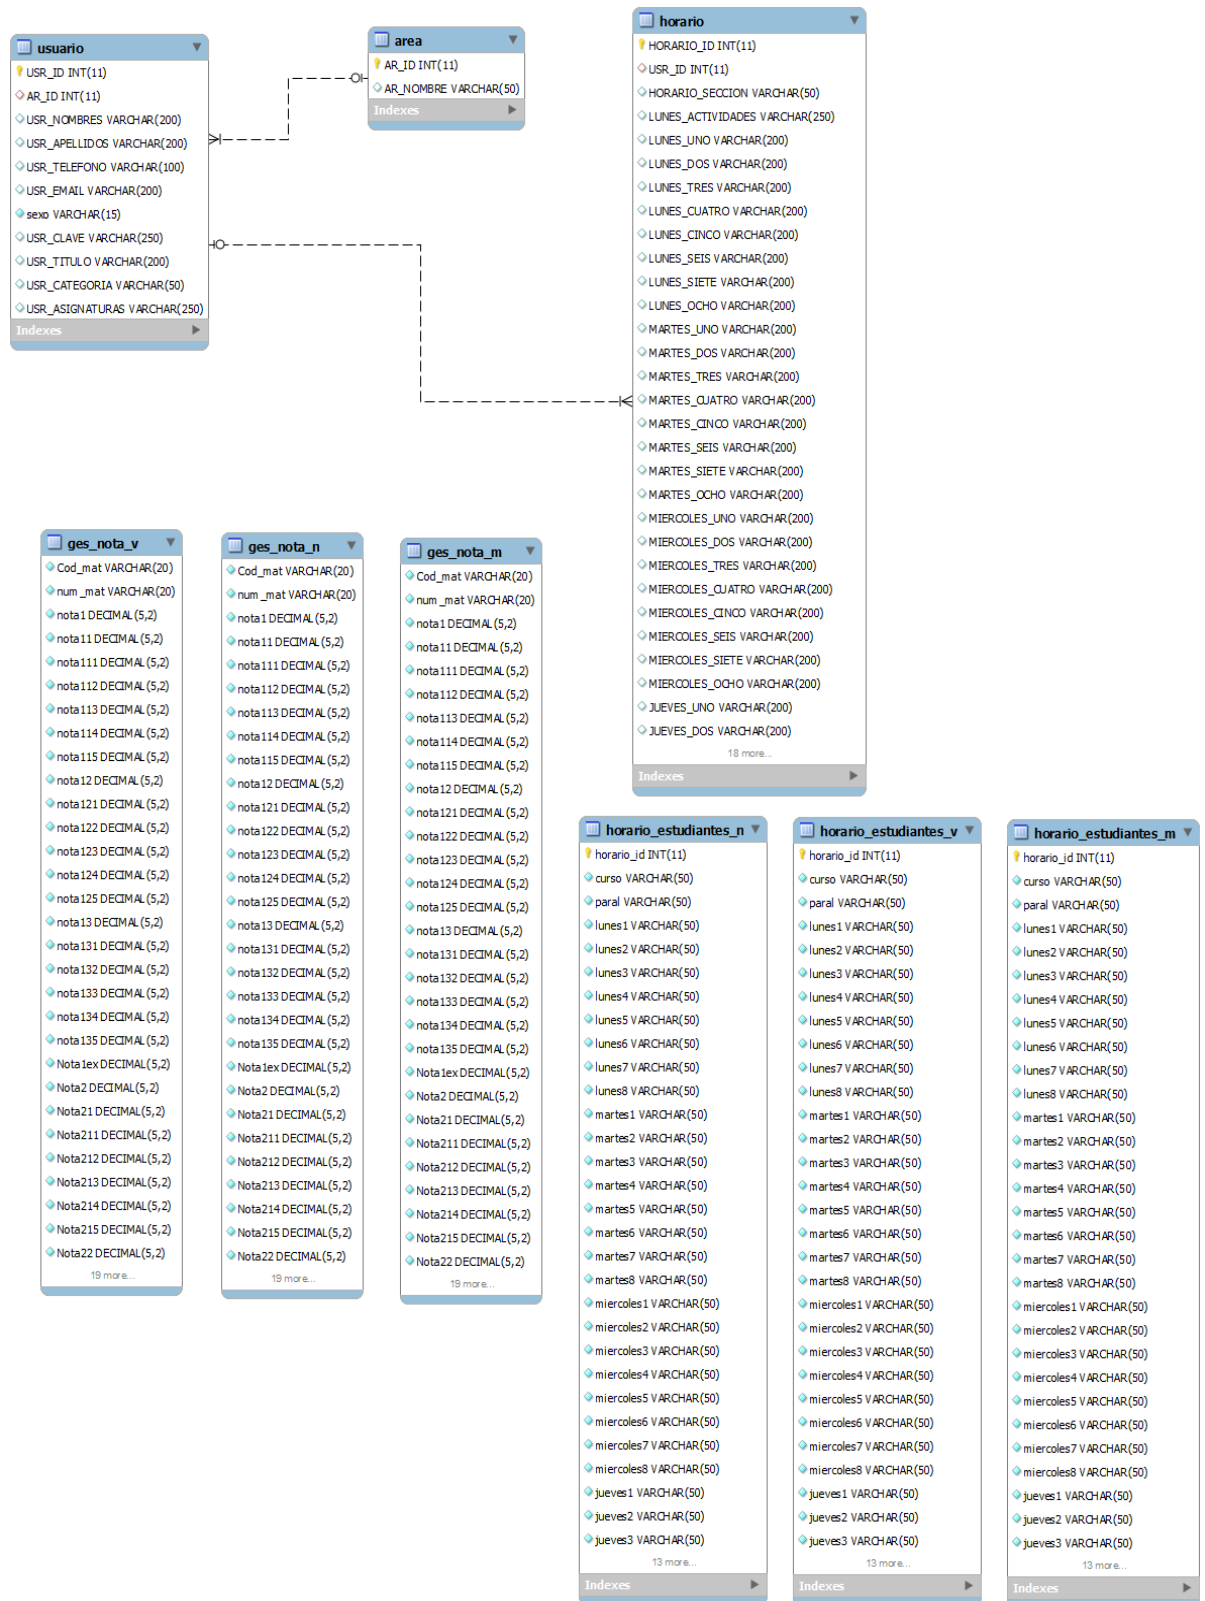 usuario
USR_ID INT(11)
AR_ID INT(11)
USR_NOMBRES VARCHAR(200)
USR_APELLIDOS VARCHAR(200)
USR_TELEFONO VARCHAR(100)
USR_EMAIL VARCHAR(200)
sexo VARCHAR(15)
USR_CLAVE VARCHAR(250)
USR_TITULO VARCHAR(200)
USR_CATEGORIA VARCHAR(50)
USR_ASIGNATURAS VARCHAR(250)
Indexes
area
AR_ID INT(11)
AR_NOMBRE VARCHAR(50)
Indexes
horario
HORARIO_ID INT(11)
USR_ID INT(11)
HORARIO_SECCION VARCHAR(50)
LUNES_ACTIVIDADES VARCHAR(250)
LUNES_UNO VARCHAR(200)
LUNES_DOS VARCHAR(200)
LUNES_TRES VARCHAR(200)
LUNES_CUATRO VARCHAR(200)
LUNES_CINCO VARCHAR(200)
LUNES_SEIS VARCHAR(200)
LUNES_SIETE VARCHAR(200)
LUNES_OCHO VARCHAR(200)
MARTES_UNO VARCHAR(200)
MARTES_DOS VARCHAR(200)
MARTES_TRES VARCHAR(200)
MARTES_CUATRO VARCHAR(200)
MARTES_CINCO VARCHAR(200)
MARTES_SEIS VARCHAR(200)
MARTES_SIETE VARCHAR(200)
MARTES_OCHO VARCHAR(200)
MIERCOLES_UNO VARCHAR(200)
MIERCOLES_DOS VARCHAR(200)
MIERCOLES_TRES VARCHAR(200)
MIERCOLES_CUATRO VARCHAR(200)
MIERCOLES_CINCO VARCHAR(200)
MIERCOLES_SEIS VARCHAR(200)
MIERCOLES_SIETE VARCHAR(200)
MIERCOLES_OCHO VARCHAR(200)
JUEVES_UNO VARCHAR(200)
JUEVES_DOS VARCHAR(200)
18 more...
Indexes
ges_nota_v
Cod_mat VARCHAR(20)
num_mat VARCHAR(20)
nota1 DECIMAL(5,2)
nota11 DECIMAL(5,2)
nota111 DECIMAL(5,2)
nota112 DECIMAL(5,2)
nota113 DECIMAL(5,2)
nota114 DECIMAL(5,2)
nota115 DECIMAL(5,2)
nota12 DECIMAL(5,2)
nota121 DECIMAL(5,2)
nota122 DECIMAL(5,2)
nota123 DECIMAL(5,2)
nota124 DECIMAL(5,2)
nota125 DECIMAL(5,2)
nota13 DECIMAL(5,2)
nota131 DECIMAL(5,2)
nota132 DECIMAL(5,2)
nota133 DECIMAL(5,2)
nota134 DECIMAL(5,2)
nota135 DECIMAL(5,2)
Nota1ex DECIMAL(5,2)
Nota2 DECIMAL(5,2)
Nota21 DECIMAL(5,2)
Nota211 DECIMAL(5,2)
Nota212 DECIMAL(5,2)
Nota213 DECIMAL(5,2)
Nota214 DECIMAL(5,2)
Nota215 DECIMAL(5,2)
Nota22 DECIMAL(5,2)
19 more...
ges_nota_n
Cod_mat VARCHAR(20)
num_mat VARCHAR(20)
nota1 DECIMAL(5,2)
nota11 DECIMAL(5,2)
nota111 DECIMAL(5,2)
nota112 DECIMAL(5,2)
nota113 DECIMAL(5,2)
nota114 DECIMAL(5,2)
nota115 DECIMAL(5,2)
nota12 DECIMAL(5,2)
nota121 DECIMAL(5,2)
nota122 DECIMAL(5,2)
nota123 DECIMAL(5,2)
nota124 DECIMAL(5,2)
nota125 DECIMAL(5,2)
nota13 DECIMAL(5,2)
nota131 DECIMAL(5,2)
nota132 DECIMAL(5,2)
nota133 DECIMAL(5,2)
nota134 DECIMAL(5,2)
nota135 DECIMAL(5,2)
Nota1ex DECIMAL(5,2)
Nota2 DECIMAL(5,2)
Nota21 DECIMAL(5,2)
Nota211 DECIMAL(5,2)
Nota212 DECIMAL(5,2)
Nota213 DECIMAL(5,2)
Nota214 DECIMAL(5,2)
Nota215 DECIMAL(5,2)
Nota22 DECIMAL(5,2)
19 more...
ges_nota_m
Cod_mat VARCHAR(20)
num_mat VARCHAR(20)
nota1 DECIMAL(5,2)
nota11 DECIMAL(5,2)
nota111 DECIMAL(5,2)
nota112 DECIMAL(5,2)
nota113 DECIMAL(5,2)
nota114 DECIMAL(5,2)
nota115 DECIMAL(5,2)
nota12 DECIMAL(5,2)
nota121 DECIMAL(5,2)
nota122 DECIMAL(5,2)
nota123 DECIMAL(5,2)
nota124 DECIMAL(5,2)
nota125 DECIMAL(5,2)
nota13 DECIMAL(5,2)
nota131 DECIMAL(5,2)
nota132 DECIMAL(5,2)
nota133 DECIMAL(5,2)
nota134 DECIMAL(5,2)
nota135 DECIMAL(5,2)
Nota1ex DECIMAL(5,2)
Nota2 DECIMAL(5,2)
Nota21 DECIMAL(5,2)
Nota211 DECIMAL(5,2)
Nota212 DECIMAL(5,2)
Nota213 DECIMAL(5,2)
Nota214 DECIMAL(5,2)
Nota215 DECIMAL(5,2)
Nota22 DECIMAL(5,2)
19 more...
horario_estudiantes_n
horario_id INT(11)
curso VARCHAR(50)
paral VARCHAR(50)
lunes1 VARCHAR(50)
lunes2 VARCHAR(50)
lunes3 VARCHAR(50)
lunes4 VARCHAR(50)
lunes5 VARCHAR(50)
lunes6 VARCHAR(50)
lunes7 VARCHAR(50)
lunes8 VARCHAR(50)
martes1 VARCHAR(50)
martes2 VARCHAR(50)
martes3 VARCHAR(50)
martes4 VARCHAR(50)
martes5 VARCHAR(50)
martes6 VARCHAR(50)
martes7 VARCHAR(50)
martes8 VARCHAR(50)
miercoles1 VARCHAR(50)
miercoles2 VARCHAR(50)
miercoles3 VARCHAR(50)
miercoles4 VARCHAR(50)
miercoles5 VARCHAR(50)
miercoles6 VARCHAR(50)
miercoles7 VARCHAR(50)
miercoles8 VARCHAR(50)
jueves1 VARCHAR(50)
jueves2 VARCHAR(50)
jueves3 VARCHAR(50)
13 more...
Indexes
horario_estudiantes_v
horario_id INT(11)
curso VARCHAR(50)
paral VARCHAR(50)
lunes1 VARCHAR(50)
lunes2 VARCHAR(50)
lunes3 VARCHAR(50)
lunes4 VARCHAR(50)
lunes5 VARCHAR(50)
lunes6 VARCHAR(50)
lunes7 VARCHAR(50)
lunes8 VARCHAR(50)
martes1 VARCHAR(50)
martes2 VARCHAR(50)
martes3 VARCHAR(50)
martes4 VARCHAR(50)
martes5 VARCHAR(50)
martes6 VARCHAR(50)
martes7 VARCHAR(50)
martes8 VARCHAR(50)
miercoles1 VARCHAR(50)
miercoles2 VARCHAR(50)
miercoles3 VARCHAR(50)
miercoles4 VARCHAR(50)
miercoles5 VARCHAR(50)
miercoles6 VARCHAR(50)
miercoles7 VARCHAR(50)
miercoles8 VARCHAR(50)
jueves1 VARCHAR(50)
jueves2 VARCHAR(50)
jueves3 VARCHAR(50)
13 more...
Indexes
horario_estudiantes_m
horario_id INT(11)
curso VARCHAR(50)
paral VARCHAR(50)
lunes1 VARCHAR(50)
lunes2 VARCHAR(50)
lunes3 VARCHAR(50)
lunes4 VARCHAR(50)
lunes5 VARCHAR(50)
lunes6 VARCHAR(50)
lunes7 VARCHAR(50)
lunes8 VARCHAR(50)
martes1 VARCHAR(50)
martes2 VARCHAR(50)
martes3 VARCHAR(50)
martes4 VARCHAR(50)
martes5 VARCHAR(50)
martes6 VARCHAR(50)
martes7 VARCHAR(50)
martes8 VARCHAR(50)
miercoles1 VARCHAR(50)
miercoles2 VARCHAR(50)
miercoles3 VARCHAR(50)
miercoles4 VARCHAR(50)
miercoles5 VARCHAR(50)
miercoles6 VARCHAR(50)
miercoles7 VARCHAR(50)
miercoles8 VARCHAR(50)
jueves1 VARCHAR(50)
jueves2 VARCHAR(50)
jueves3 VARCHAR(50)
13 more...
Indexes